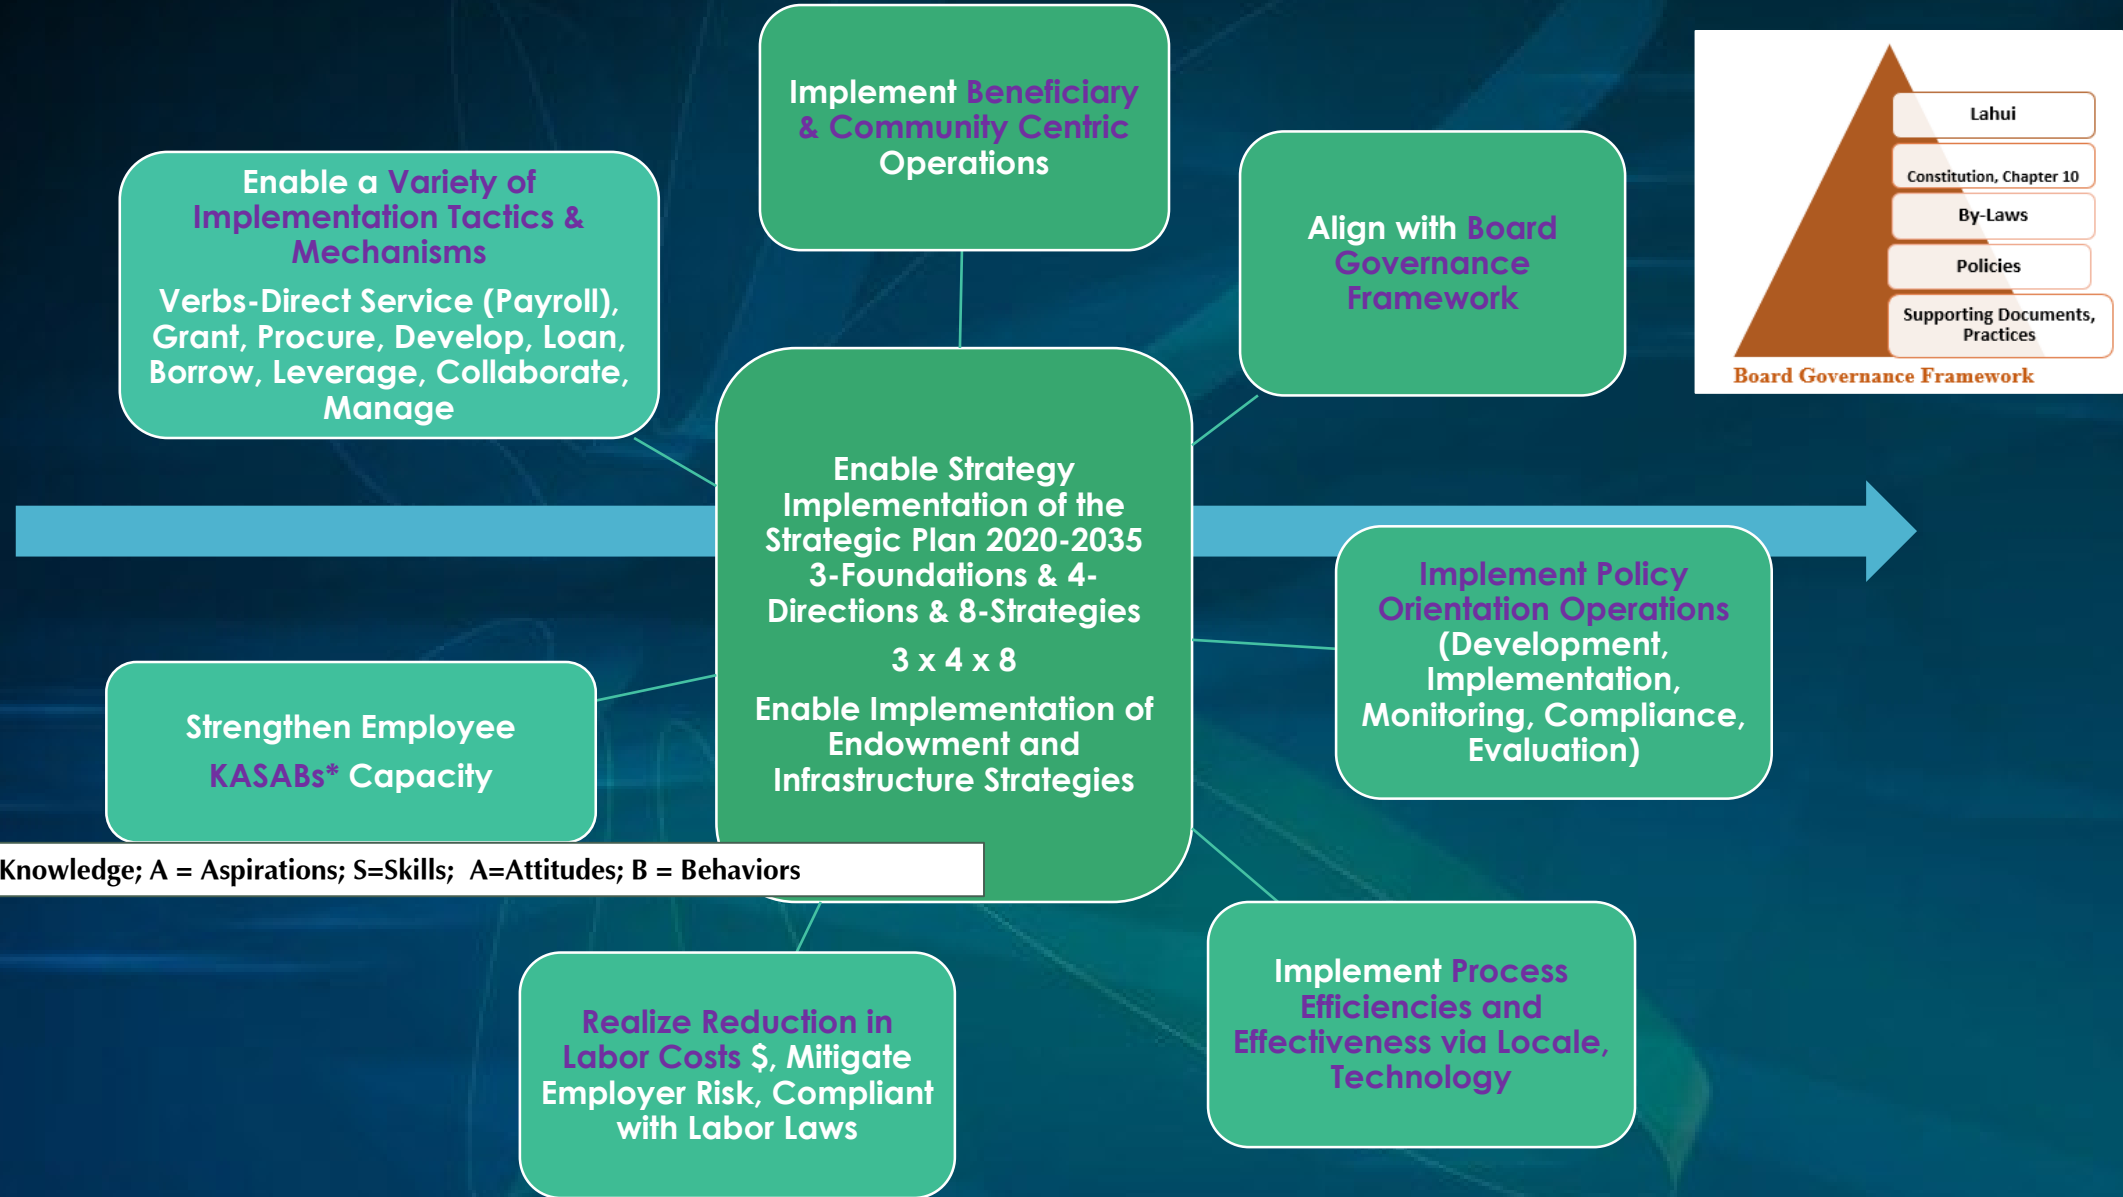 Implement Beneficiary
& Community Centric
Operations
Enable a Variety of
Implementation Tactics &
Mechanisms
Verbs-Direct Service (Payroll),
Grant, Procure, Develop, Loan,
Borrow, Leverage, Collaborate,
Manage
Align with Board
Governance
Framework
Lahui
Constitution, Chapter 10
By-Laws
Policies
Supporting Documents,
Practices
Board Governance Framework
Enable Strategy
Implementation of the
Strategic Plan 2020-2035
3-Foundations & 4-
Directions & 8-Strategies
3 x 4 x 8
Enable Implementation of
Endowment and
Infrastructure Strategies
Implement Policy
Orientation Operations
(Development,
Implementation,
Monitoring, Compliance,
Evaluation)
Strengthen Employee
KASABs* Capacity
Knowledge; A = Aspirations; S=Skills;  A=Attitudes; B = Behaviors
Realize Reduction in
Labor Costs $, Mitigate
Employer Risk, Compliant
with Labor Laws
Implement Process
Efficiencies and
Effectiveness via Locale,
Technology